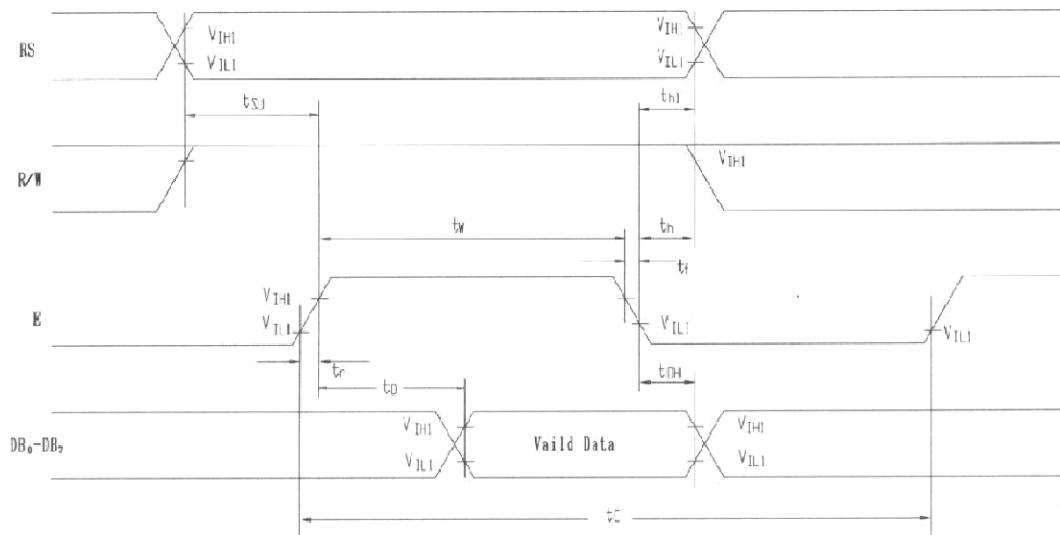 RS
VIH1
VIL1
VIH1
VIL1
tSU
th1
R/W
VIH1
tW
th
tf
E
VIH1
VIL1
VIL1
VIL1
tr
tD
tDH
DB0-DB7
VIH1
VIL1
Vaild Data
VIH1
VIL1
tC